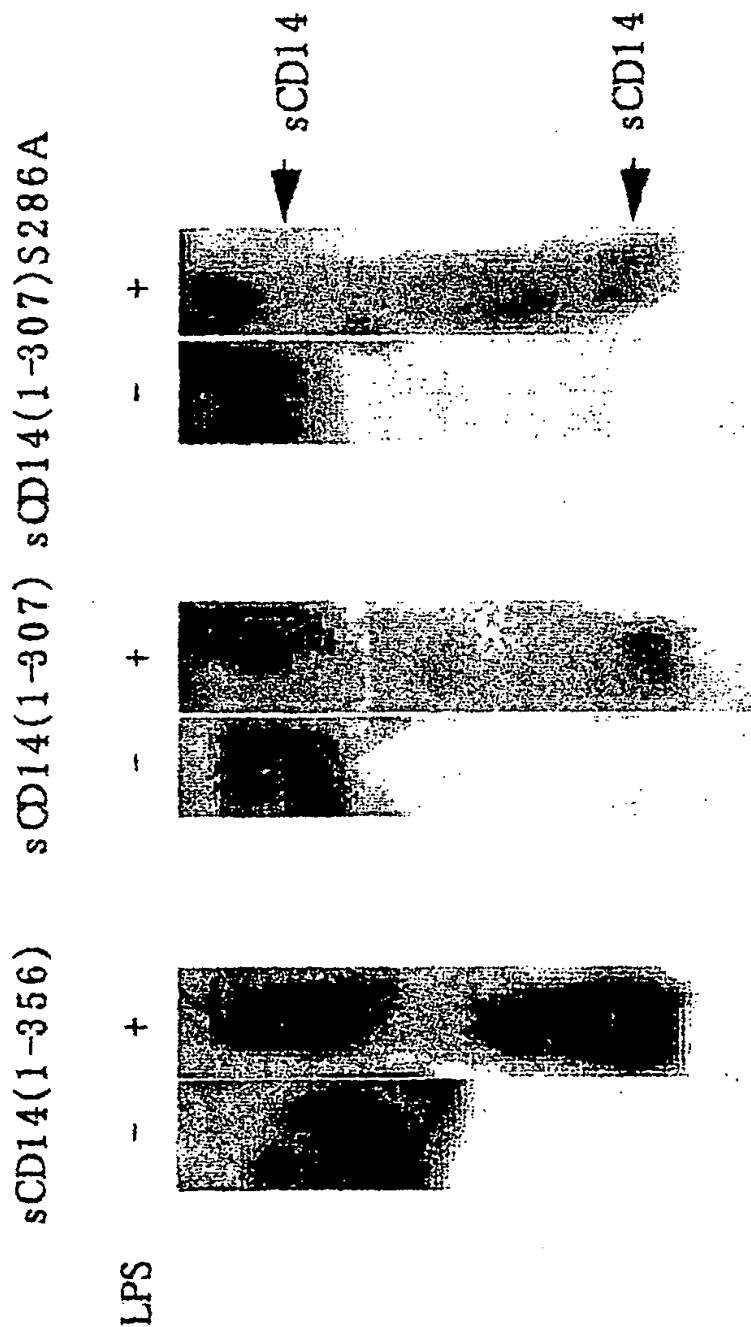 sCD14(1-356) sCD14(1-307) sCD14(1-307)S286A
LPS - + - + - +
sCD14
sCD14